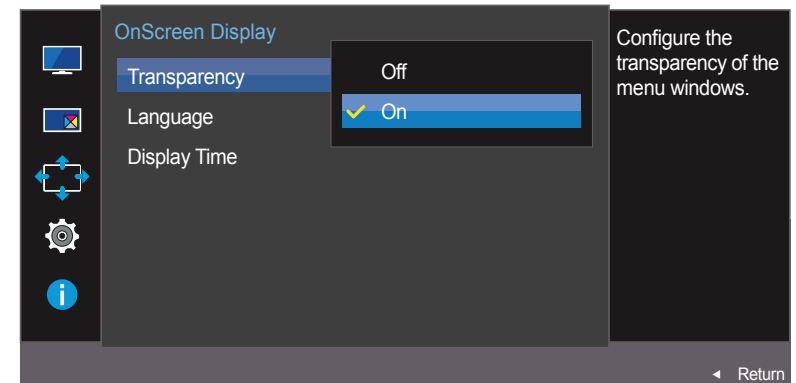 OnScreen Display
Transparency
Language
Display Time
Off
On
Configure the
transparency of the
menu windows.
Return